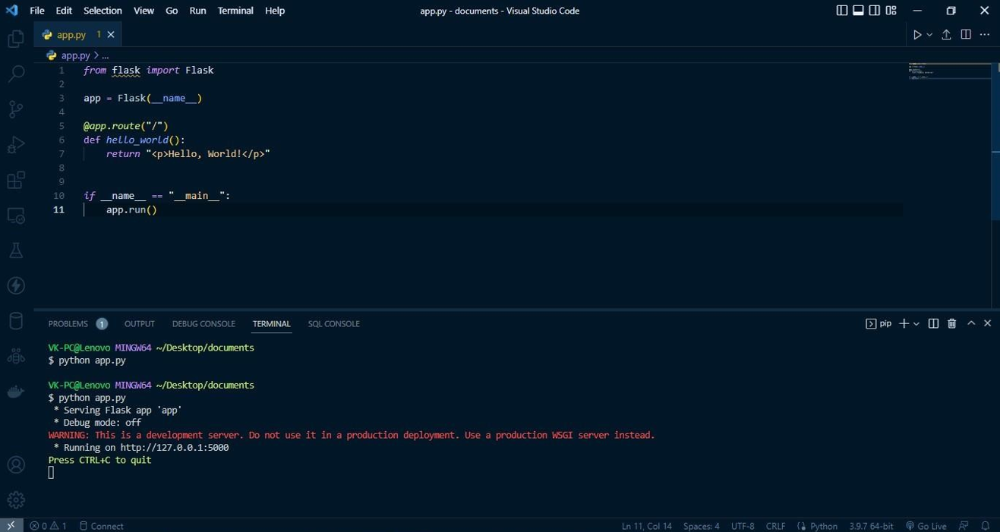 File Edit Selection View Go Run Terminal Help
app.py - documents - Visual Studio Code
app.py 1
app.py > ...
1 from flask import Flask
2
3 app = Flask(__name__)
4
5 @app.route("/")
6 def hello_world():
7 return "<p>Hello, World!</p>"
8
9
10 if __name__ == "__main__":
11 app.run()
PROBLEMS 1 OUTPUT DEBUG CONSOLE TERMINAL SQL CONSOLE
pip
VK-PC@Lenovo MINGW64 ~/Desktop/documents
$ python app.py
VK-PC@Lenovo MINGW64 ~/Desktop/documents
$ python app.py
* Serving Flask app 'app'
* Debug mode: off
WARNING: This is a development server. Do not use it in a production deployment. Use a production WSGI server instead.
* Running on http://127.0.0.1:5000
Press CTRL+C to quit
0 1 Connect
Ln 11, Col 14 Spaces: 4 UTF-8 CRLF Python 3.9.7 64-bit Go Live